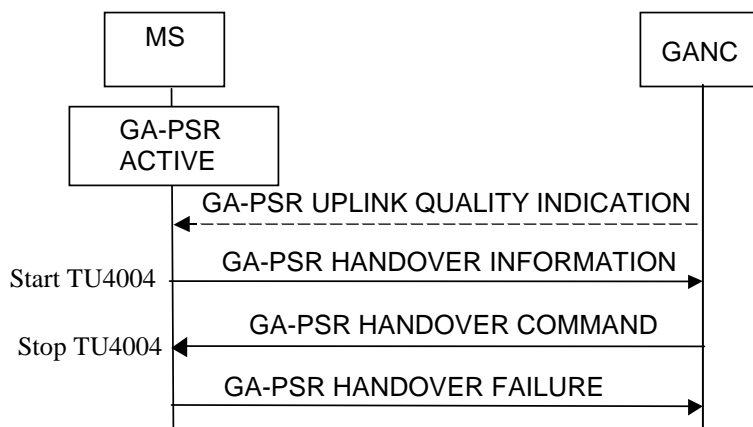 MS
GANC
GA-PSR
ACTIVE
GA-PSR UPLINK QUALITY INDICATION
GA-PSR HANDOVER INFORMATION
Start TU4004
GA-PSR HANDOVER COMMAND
Stop TU4004
GA-PSR HANDOVER FAILURE